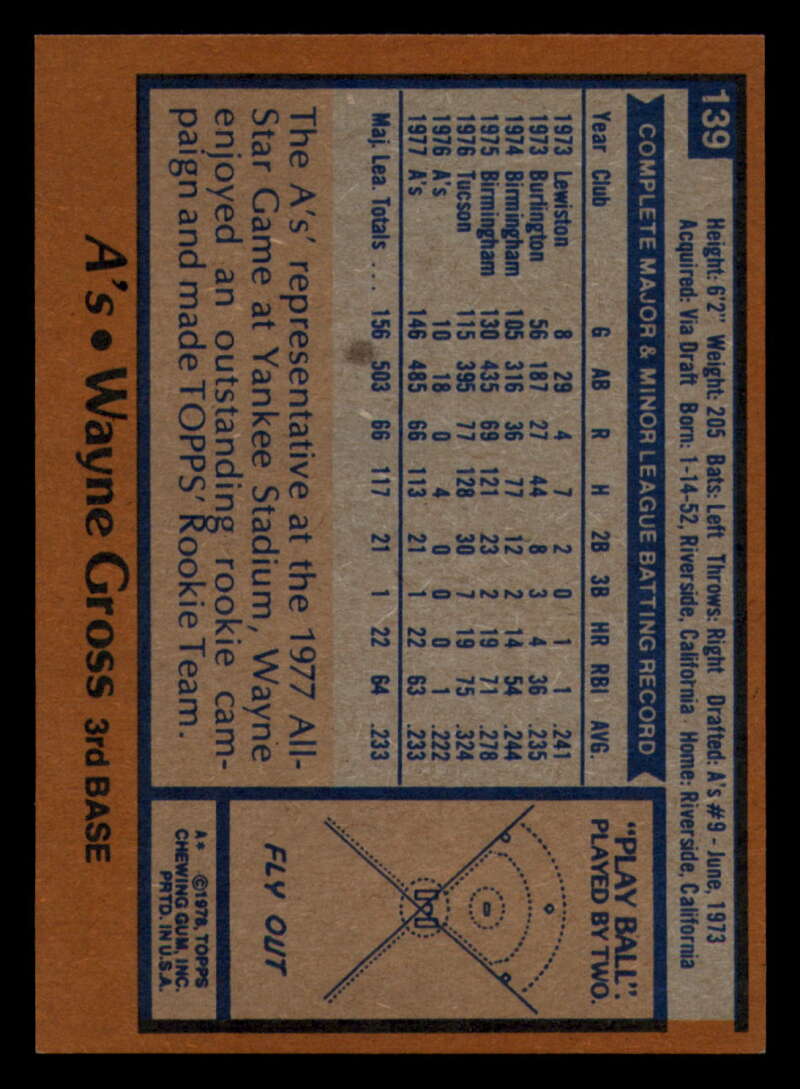 139
Height: 6'2" Weight: 205 Bats: Left Throws: Right Drafted: A's #9 - June, 1973
Acquired: Via Draft Born: 1-14-52, Riverside, California Home: Riverside, California
COMPLETE MAJOR & MINOR LEAGUE BATTING RECORD
Year Club G AB R H 2B 3B HR RBI AVG.
1973 Lewiston 8 29 4 7 2 0 1 1 .241
1973 Burlington 56 187 27 44 8 3 4 36 .235
1974 Birmingham 105 316 36 77 12 2 14 54 .244
1975 Birmingham 130 435 69 121 23 2 19 71 .278
1976 Tucson 115 395 77 128 30 7 19 75 .324
1976 A's 10 18 0 4 0 0 0 1 .222
1977 A's 146 485 66 113 21 1 22 63 .233
Maj. Lea. Totals ... 156 503 66 117 21 1 22 64 .233
The A's' representative at the 1977 All-
Star Game at Yankee Stadium, Wayne
enjoyed an outstanding rookie cam-
paign and made TOPPS' Rookie Team.
"PLAY BALL".
PLAYED BY TWO.
FLY OUT
A* ©1978, TOPPS
CHEWING GUM, INC.
PRTD. IN U.S.A.
A's • Wayne Gross 3rd BASE